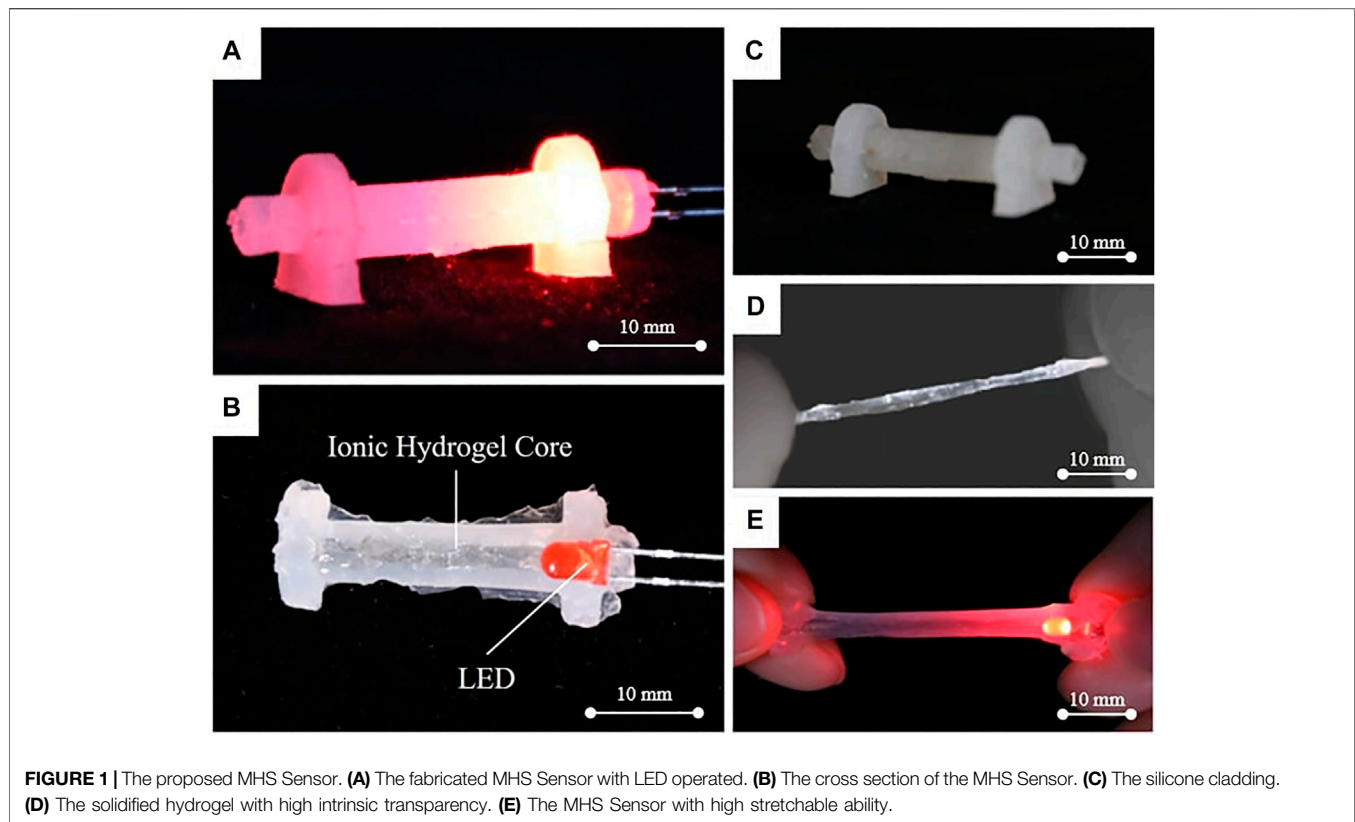 A
10 mm
B
Ionic Hydrogel Core
LED
10 mm
C
10 mm
D
10 mm
E
10 mm
FIGURE 1 | The proposed MHS Sensor. (A) The fabricated MHS Sensor with LED operated. (B) The cross section of the MHS Sensor. (C) The silicone cladding.
(D) The solidified hydrogel with high intrinsic transparency. (E) The MHS Sensor with high stretchable ability.